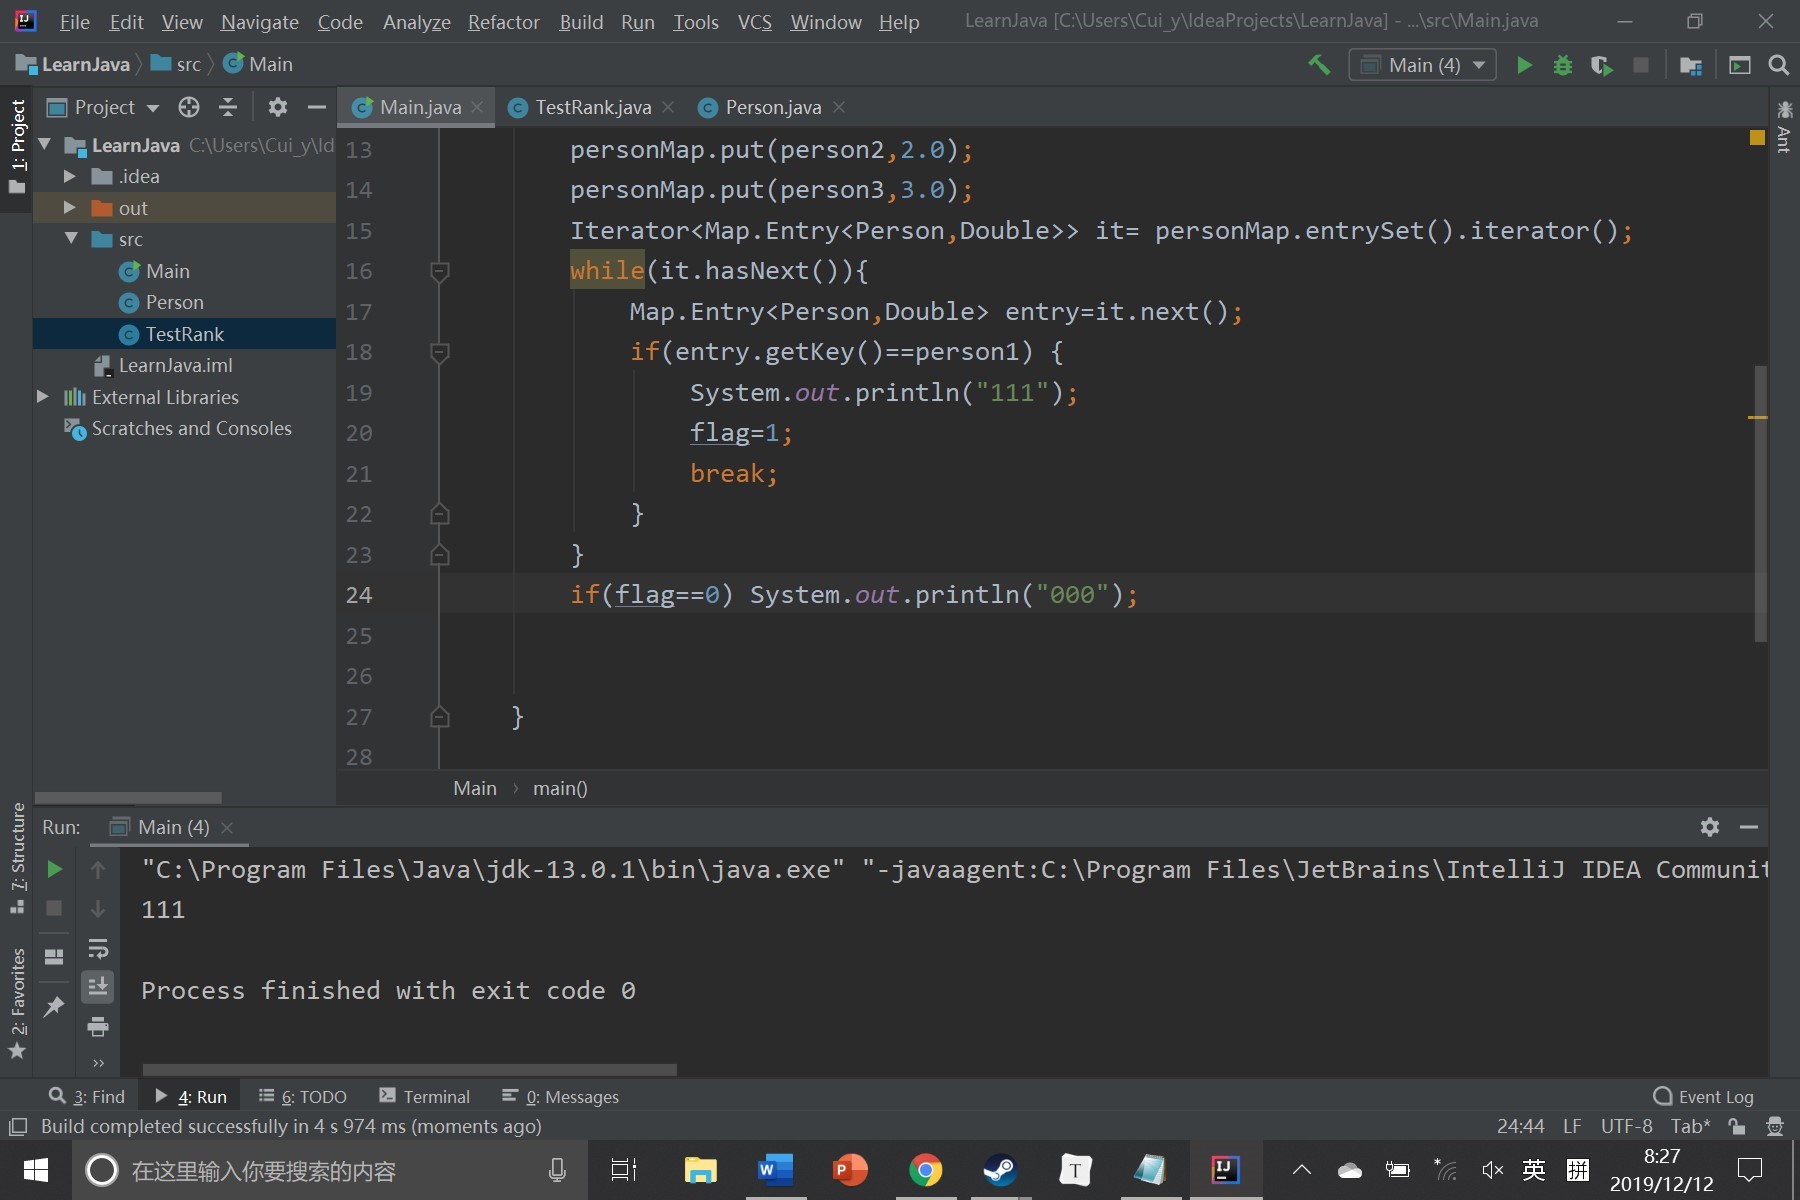 File Edit View Navigate Code Analyze Refactor Build Run Tools VCS Window Help LearnJava [C:\Users\Cui_y\IdeaProjects\LearnJava] - ...\src\Main.java
LearnJava src Main Main (4)
1: Project
Project
Main.java TestRank.java Person.java
Ant
LearnJava C:\Users\Cui_y\Id
.idea
out
src
Main
Person
TestRank
LearnJava.iml
External Libraries
Scratches and Consoles
13 personMap.put(person2,2.0);
14 personMap.put(person3,3.0);
15 Iterator<Map.Entry<Person,Double>> it= personMap.entrySet().iterator();
16 while(it.hasNext()){
17 Map.Entry<Person,Double> entry=it.next();
18 if(entry.getKey()==person1) {
19 System.out.println("111");
20 flag=1;
21 break;
22 }
23 }
24 if(flag==0) System.out.println("000");
25
26
27 }
28
Main main()
7: Structure
2: Favorites
Run: Main (4)
"C:\Program Files\Java\jdk-13.0.1\bin\java.exe" "-javaagent:C:\Program Files\JetBrains\IntelliJ IDEA Communit
111
Process finished with exit code 0
3: Find 4: Run 6: TODO Terminal 0: Messages Event Log
Build completed successfully in 4 s 974 ms (moments ago) 24:44 LF UTF-8 Tab*
在这里输入你要搜索的内容 英 拼 8:27
2019/12/12